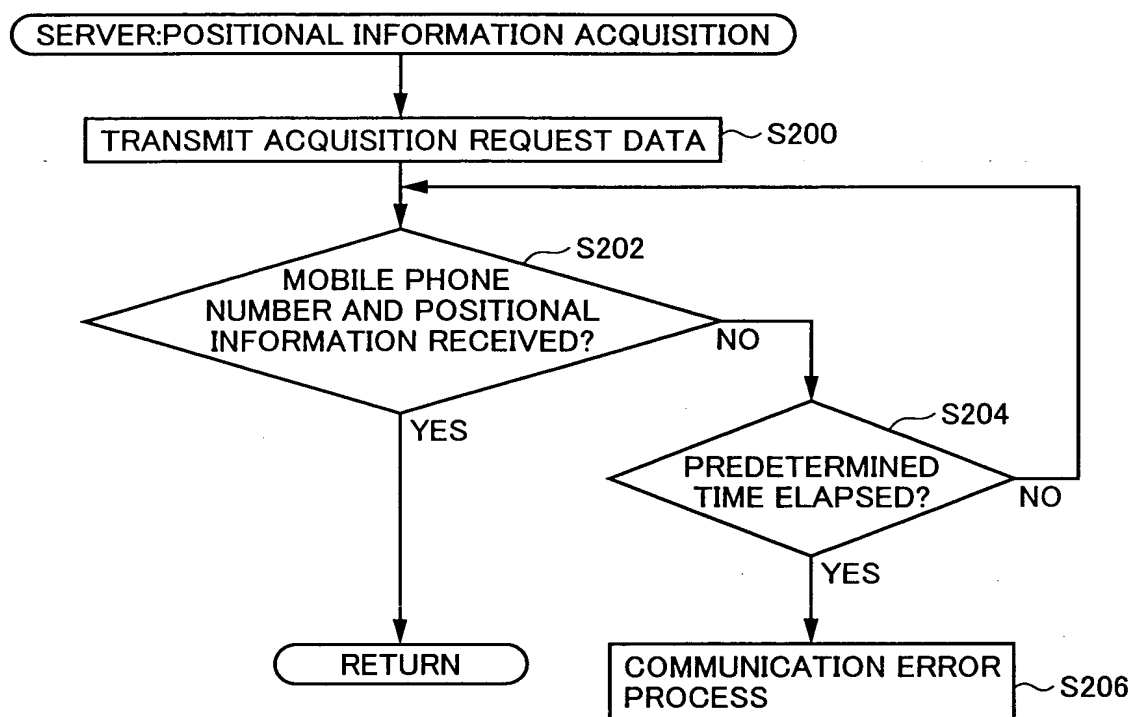 SERVER:POSITIONAL INFORMATION ACQUISITION
TRANSMIT ACQUISITION REQUEST DATA
S200
S202
MOBILE PHONE
NUMBER AND POSITIONAL
INFORMATION RECEIVED?
NO
YES
S204
PREDETERMINED
TIME ELAPSED?
NO
YES
RETURN
COMMUNICATION ERROR
PROCESS
S206